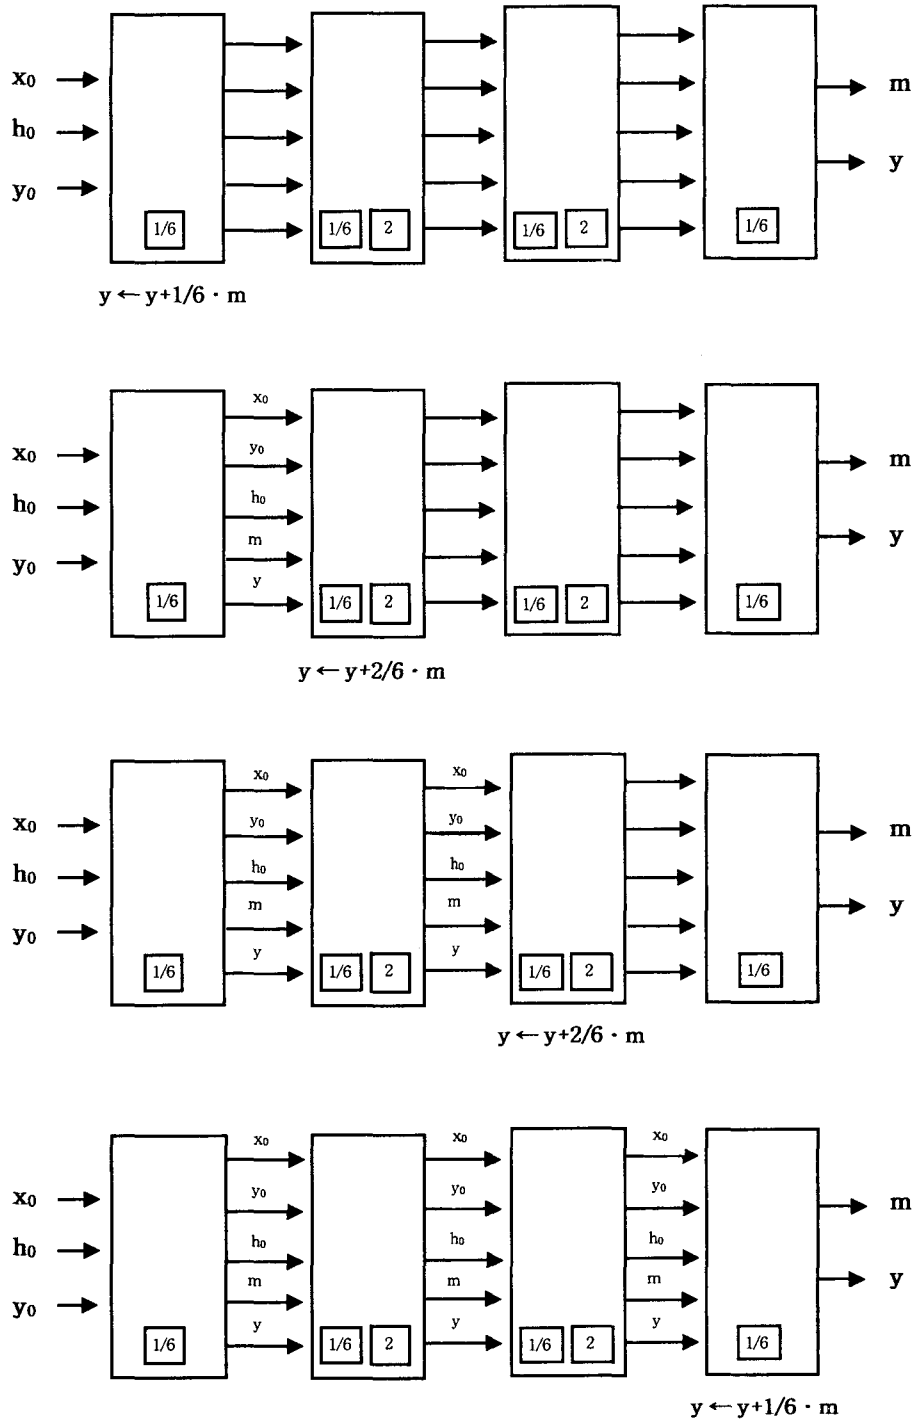 x₀ m
h₀
y₀ y
1/6 1/6 2 1/6 2 1/6
y ← y+1/6 · m
x₀
x₀ m
y₀
h₀ h₀
m
y₀ y
y
1/6 1/6 2 1/6 2 1/6
y ← y+2/6 · m
x₀ x₀
x₀ y₀ y₀ m
h₀ h₀ h₀
m m
y₀ y
y y
1/6 1/6 2 1/6 2 1/6
y ← y+2/6 · m
x₀ x₀ x₀
x₀ y₀ y₀ y₀ m
h₀ h₀ h₀ h₀
m m m
y₀ y
y y y
1/6 1/6 2 1/6 2 1/6
y ← y+1/6 · m